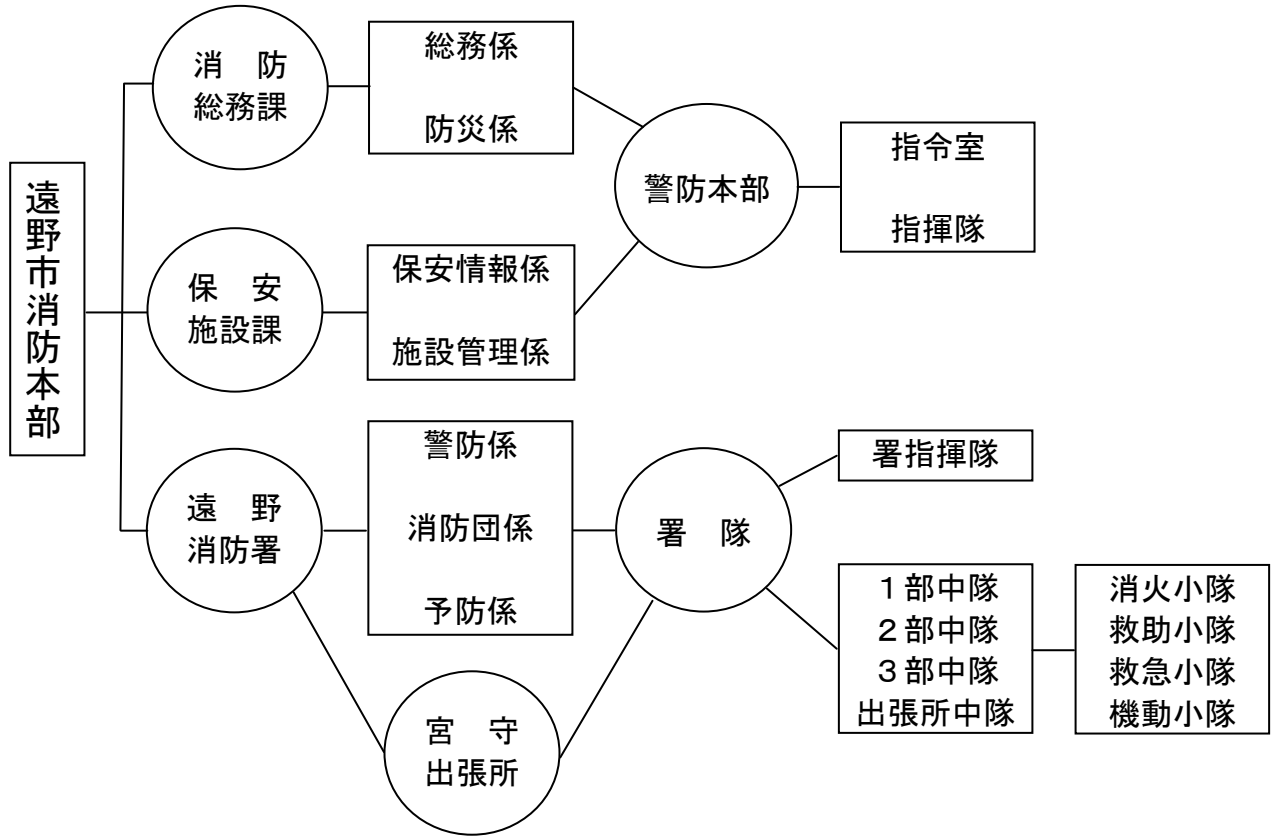 遠野市消防本部
消　防
総務課
総務係
防災係
保　安
施設課
保安情報係
施設管理係
警防本部
指令室
指揮隊
遠　野
消防署
警防係
消防団係
予防係
宮　守
出張所
署　隊
署指揮隊
１部中隊
２部中隊
３部中隊
出張所中隊
消火小隊
救助小隊
救急小隊
機動小隊